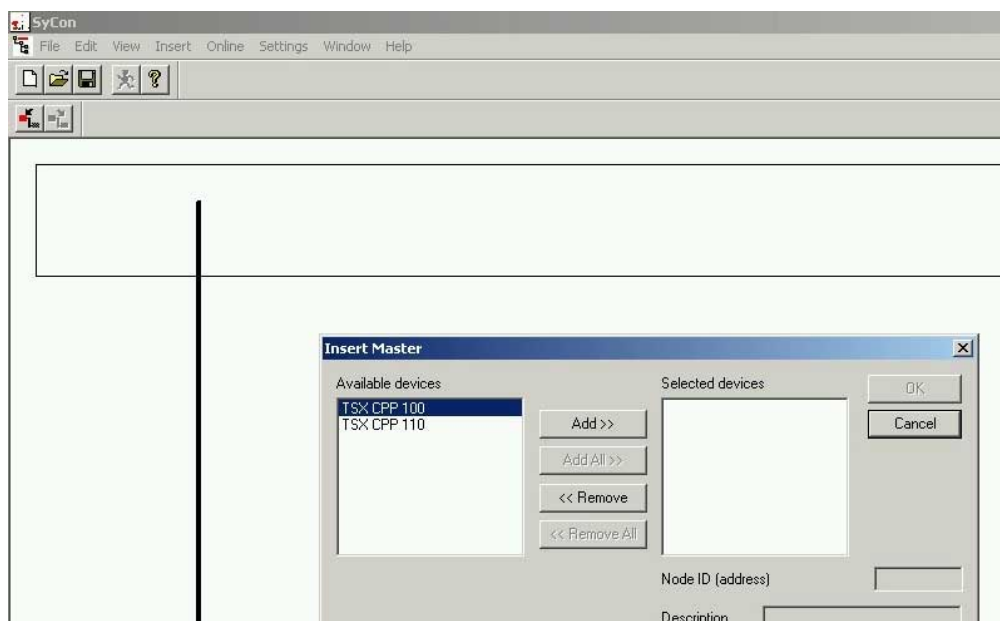 SyCon
File Edit View Insert Online Settings Window Help
Insert Master
Available devices
Selected devices
OK
TSX CPP 100
TSX CPP 110
Add >>
Cancel
Add All >>
<< Remove
<< Remove All
Node ID (address)
Description